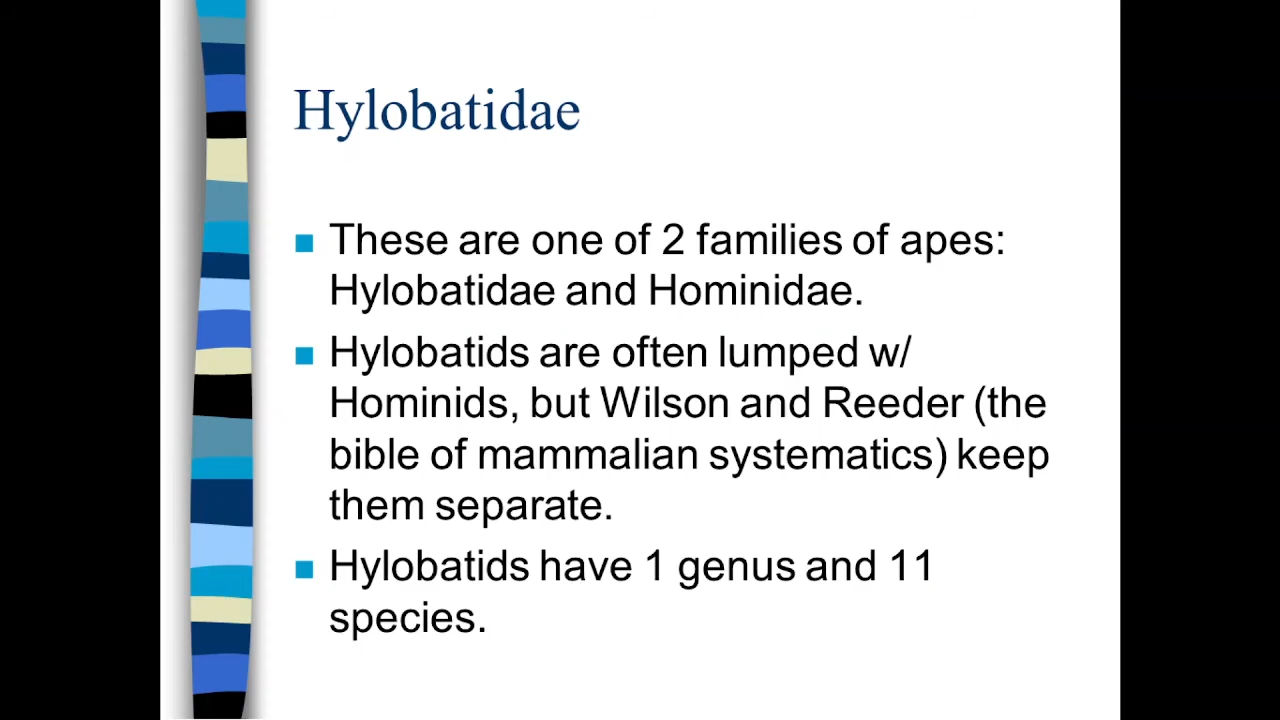 Hylobatidae
These are one of 2 families of apes:
Hylobatidae and Hominidae.
Hylobatids are often lumped w/
Hominids, but Wilson and Reeder (the
bible of mammalian systematics) keep
them separate.
Hylobatids have 1 genus and 11
species.